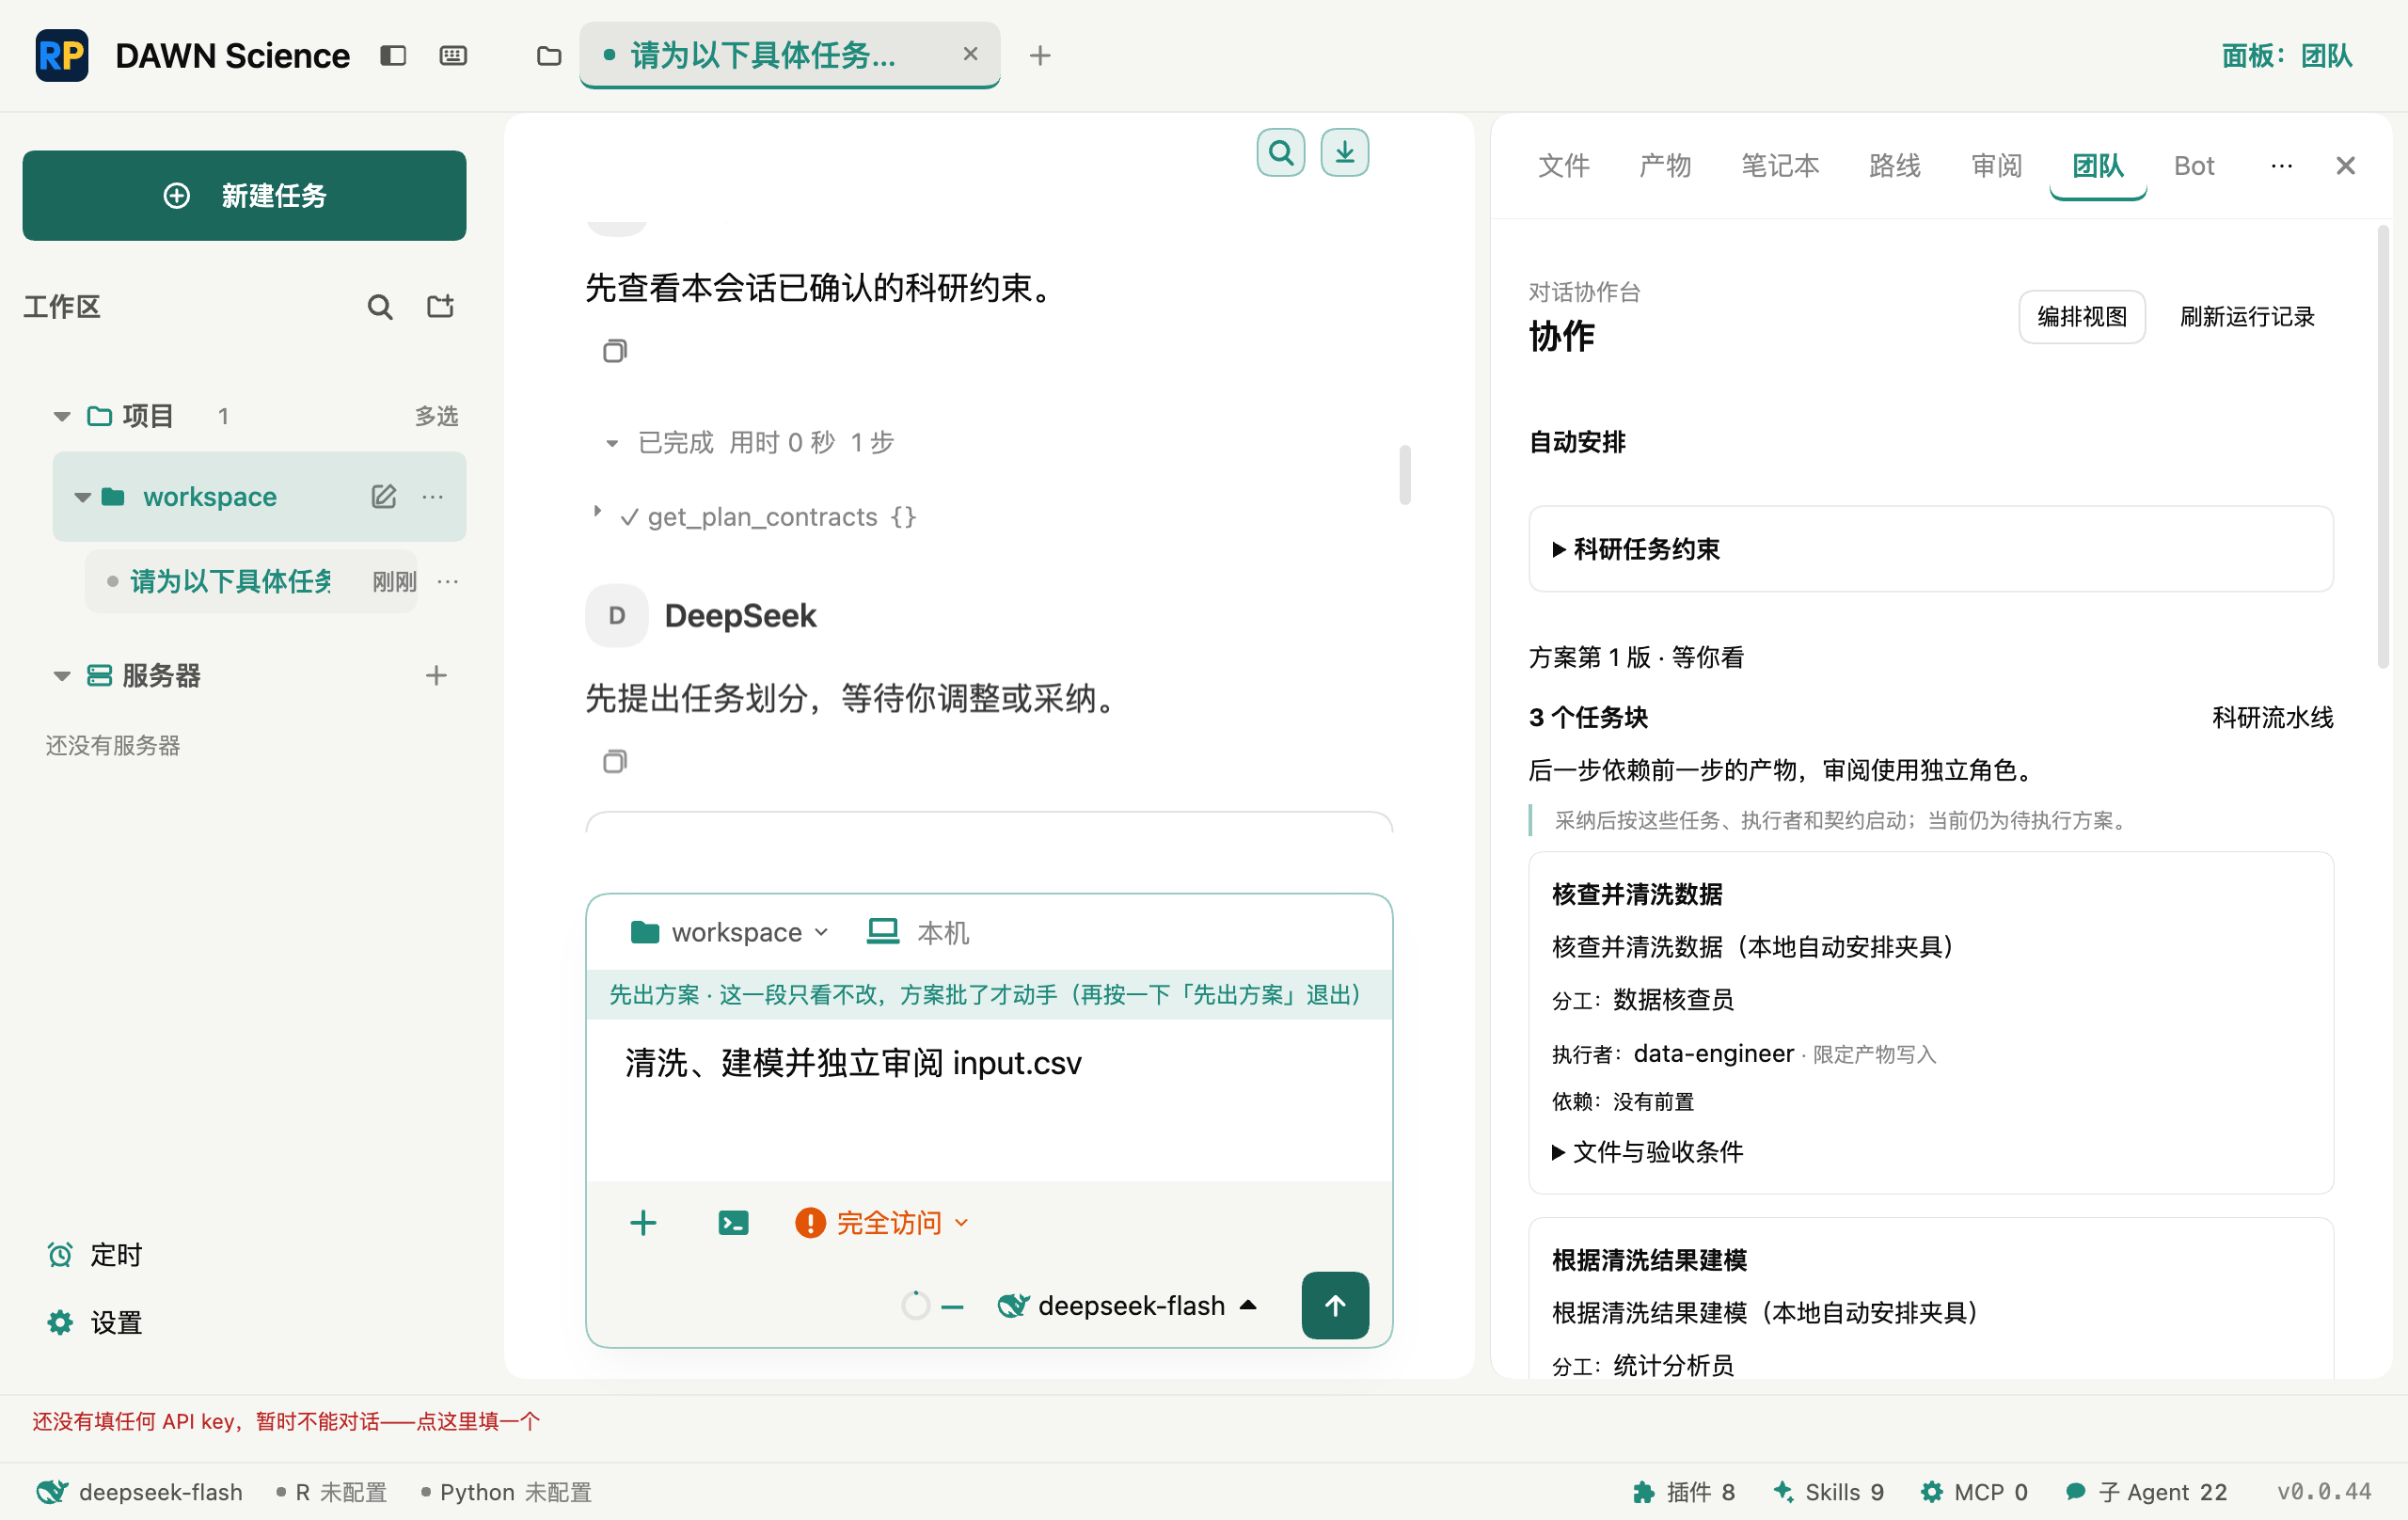 RP DAWN Science
请为以下具体任务...
面板：团队
新建任务
工作区
项目 1 多选
workspace
请为以下具体任务 刚刚
服务器
还没有服务器
定时
设置
先查看本会话已确认的科研约束。
已完成 用时 0 秒 1 步
get_plan_contracts {}
D DeepSeek
先提出任务划分，等待你调整或采纳。
workspace 本机
先出方案 · 这一段只看不改，方案批了才动手（再按一下「先出方案」退出）
清洗、建模并独立审阅 input.csv
完全访问
deepseek-flash
文件 产物 笔记本 路线 审阅 团队 Bot
对话协作台
协作
编排视图 刷新运行记录
自动安排
科研任务约束
方案第 1 版 · 等你看
3 个任务块 科研流水线
后一步依赖前一步的产物，审阅使用独立角色。
采纳后按这些任务、执行者和契约启动；当前仍为待执行方案。
核查并清洗数据
核查并清洗数据（本地自动安排夹具）
分工：数据核查员
执行者：data-engineer · 限定产物写入
依赖：没有前置
文件与验收条件
根据清洗结果建模
根据清洗结果建模（本地自动安排夹具）
分工：统计分析员
还没有填任何 API key，暂时不能对话——点这里填一个
deepseek-flash R 未配置 Python 未配置
插件 8 Skills 9 MCP 0 子 Agent 22 v0.0.44